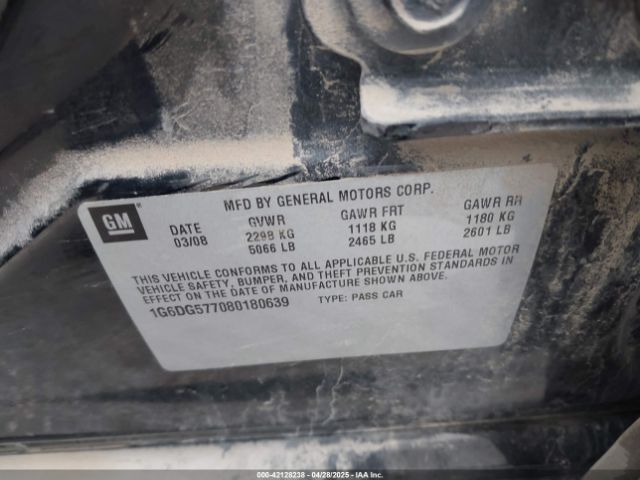 MFD BY GENERAL MOTORS CORP.
GM DATE GVWR GAWR FRT GAWR RR
03/08 2298 KG 1118 KG 1180 KG
5066 LB 2465 LB 2601 LB
THIS VEHICLE CONFORMS TO ALL APPLICABLE U.S. FEDERAL MOTOR
VEHICLE SAFETY, BUMPER, AND THEFT PREVENTION STANDARDS IN
EFFECT ON THE DATE OF MANUFACTURE SHOWN ABOVE.
1G6DG577080180639 TYPE: PASS CAR
000-42128238 - 04/28/2025 - IAA Inc.